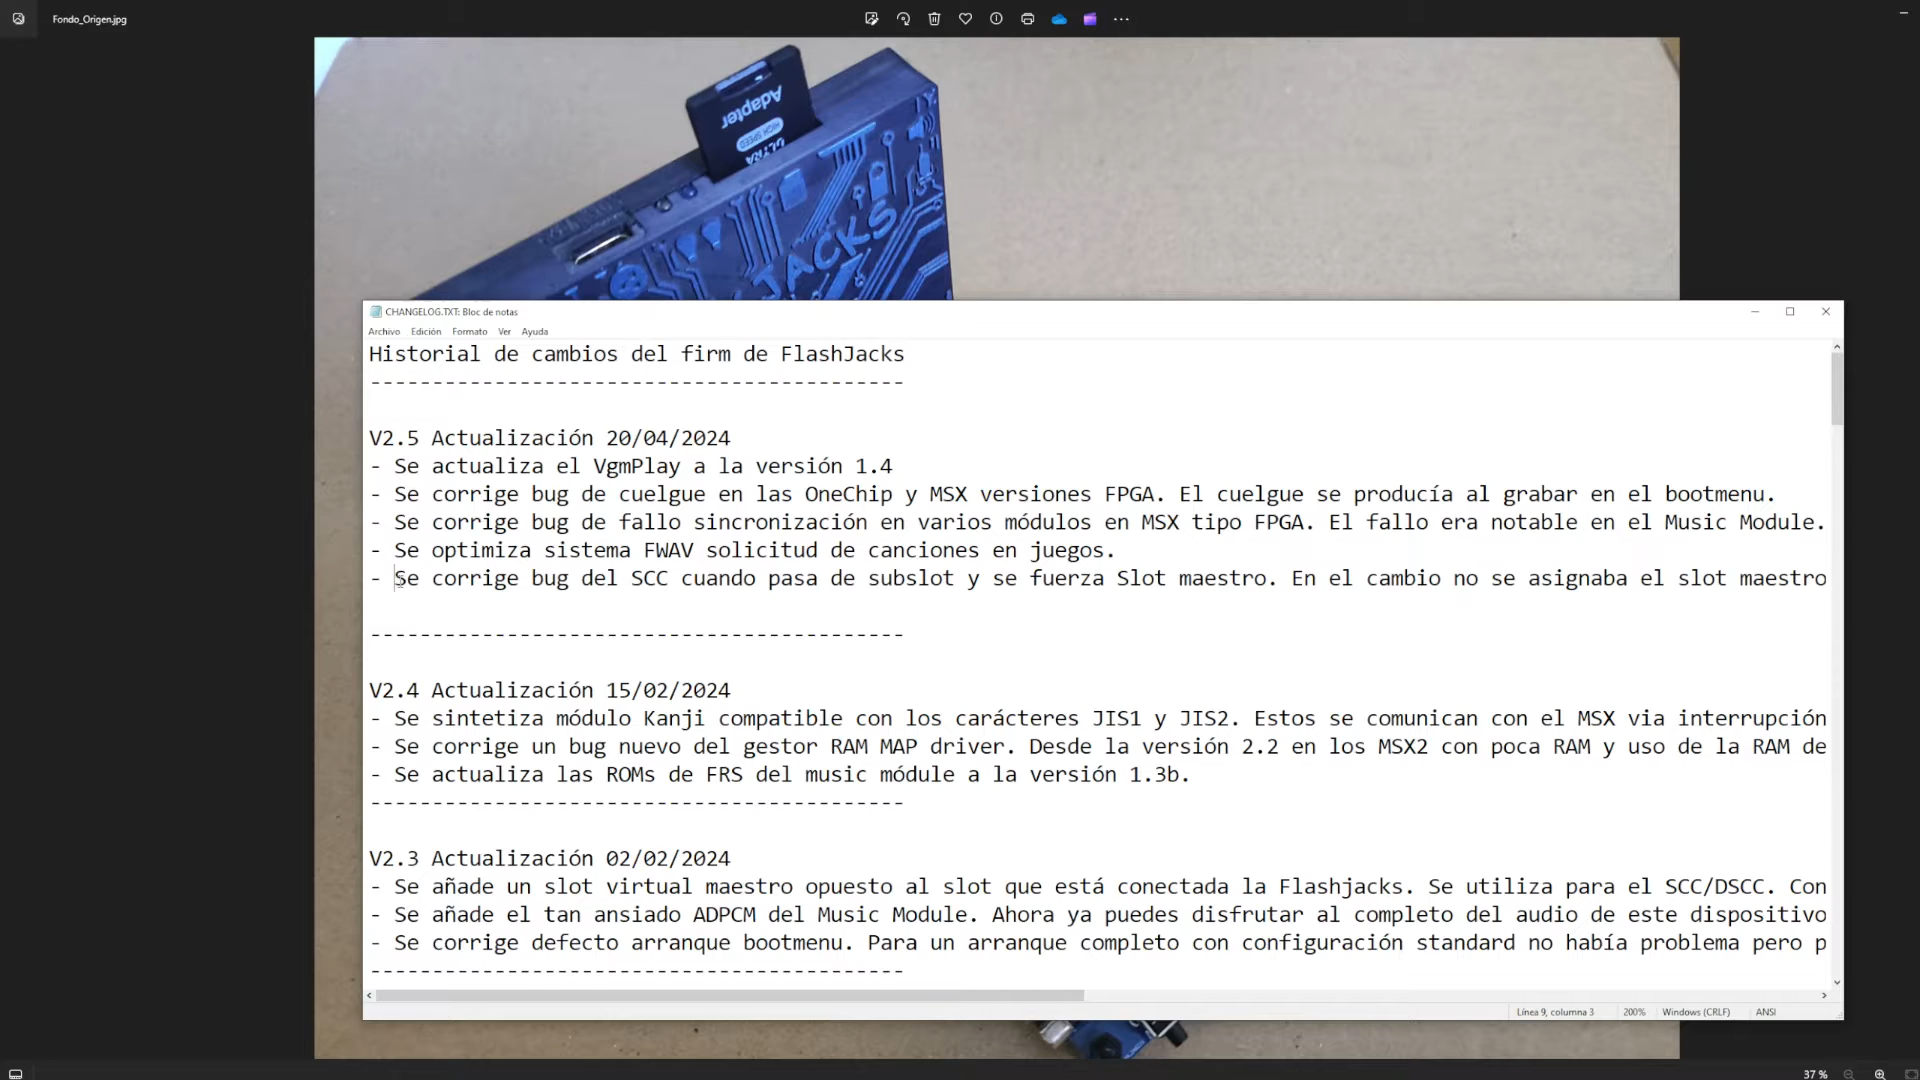 Fondo_Origen.jpg
Adapter
HIGH SPEED
ULTRA
JACKS
CHANGELOG.TXT: Bloc de notas
Archivo Edición Formato Ver Ayuda
Historial de cambios del firm de FlashJacks
-------------------------------------------
V2.5 Actualización 20/04/2024
- Se actualiza el VgmPlay a la versión 1.4
- Se corrige bug de cuelgue en las OneChip y MSX versiones FPGA. El cuelgue se producía al grabar en el bootmenu.
- Se corrige bug de fallo sincronización en varios módulos en MSX tipo FPGA. El fallo era notable en el Music Module.
- Se optimiza sistema FWAV solicitud de canciones en juegos.
- Se corrige bug del SCC cuando pasa de subslot y se fuerza Slot maestro. En el cambio no se asignaba el slot maestro
-------------------------------------------
V2.4 Actualización 15/02/2024
- Se sintetiza módulo Kanji compatible con los carácteres JIS1 y JIS2. Estos se comunican con el MSX via interrupción
- Se corrige un bug nuevo del gestor RAM MAP driver. Desde la versión 2.2 en los MSX2 con poca RAM y uso de la RAM de
- Se actualiza las ROMs de FRS del music módule a la versión 1.3b.
-------------------------------------------
V2.3 Actualización 02/02/2024
- Se añade un slot virtual maestro opuesto al slot que está conectada la Flashjacks. Se utiliza para el SCC/DSCC. Con
- Se añade el tan ansiado ADPCM del Music Module. Ahora ya puedes disfrutar al completo del audio de este dispositivo
- Se corrige defecto arranque bootmenu. Para un arranque completo con configuración standard no había problema pero p
-------------------------------------------
Línea 9, columna 3 200% Windows (CRLF) ANSI
37 %